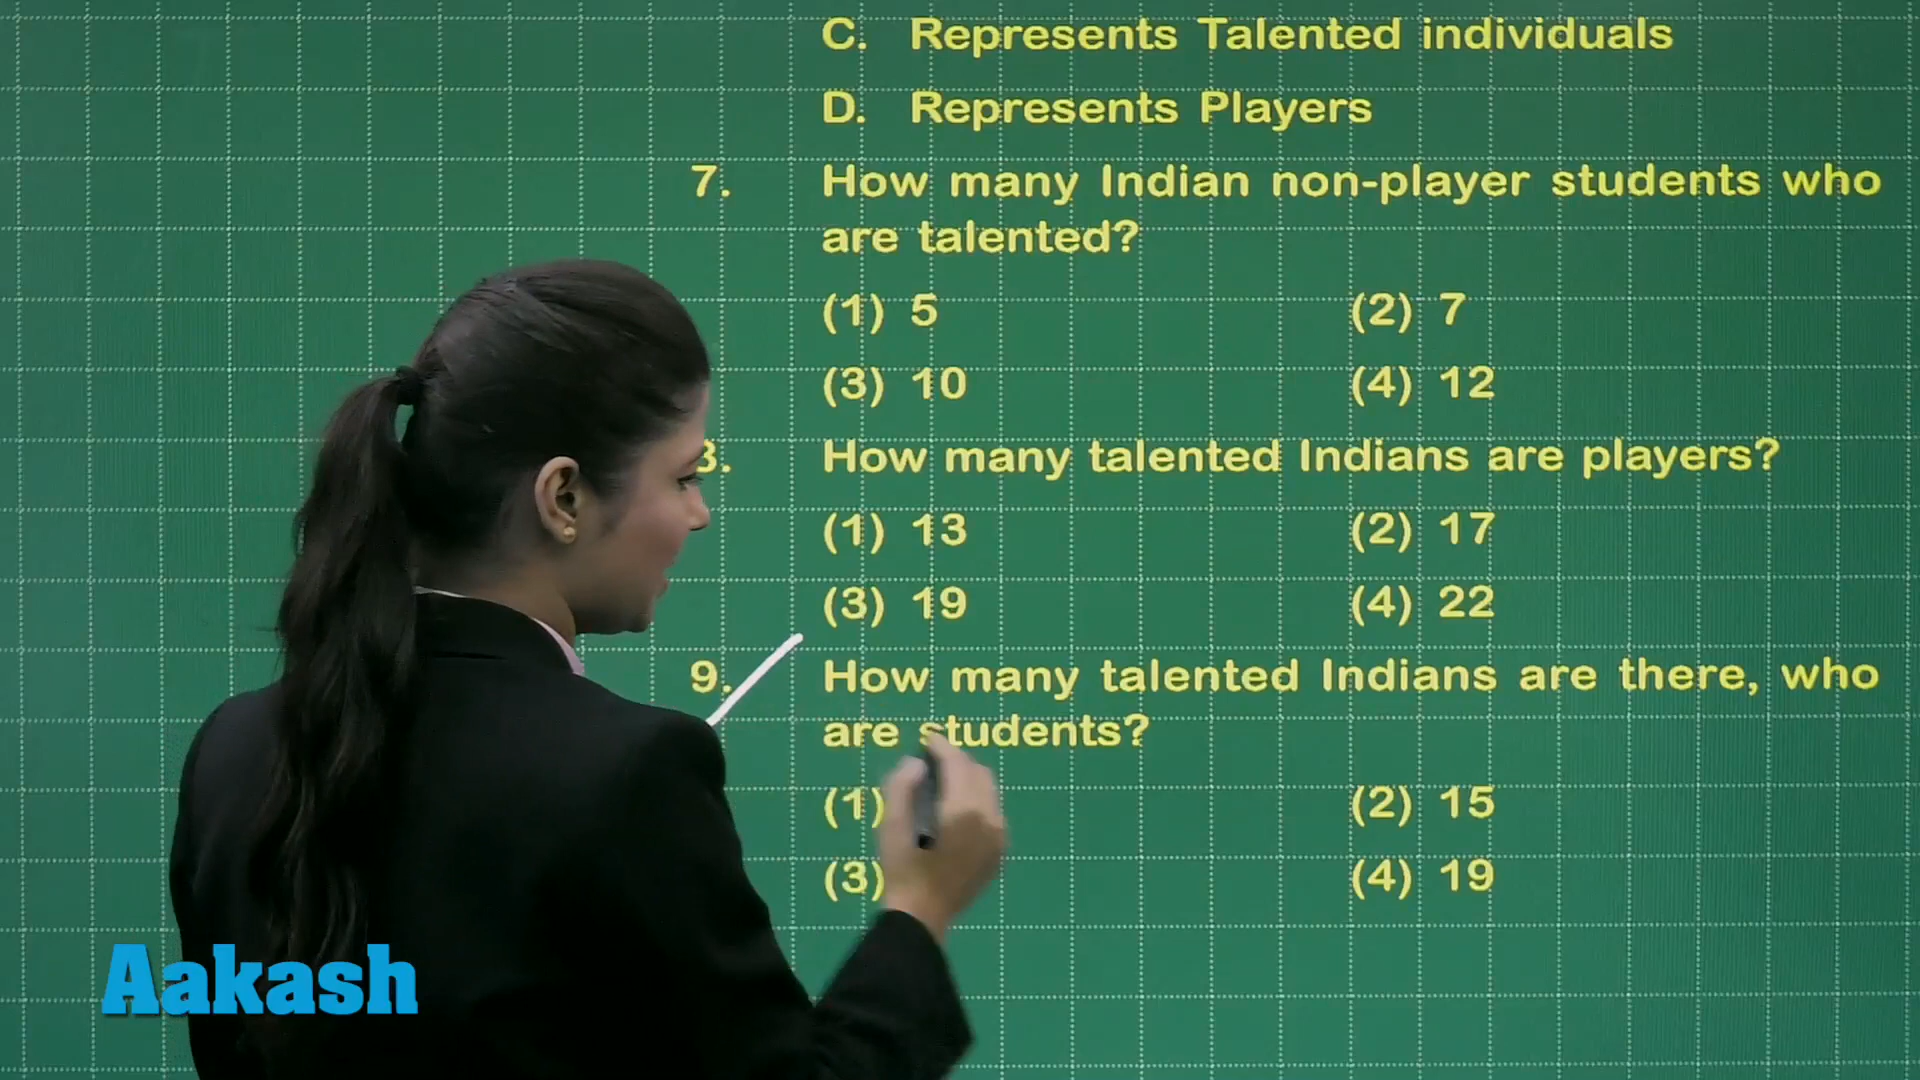 C. Represents Talented individuals
D. Represents Players
7. How many Indian non-player students who
are talented?
(1) 5 (2) 7
(3) 10 (4) 12
How many talented Indians are players?
(1) 13 (2) 17
(3) 19 (4) 22
9. How many talented Indians are there, who
are students?
(1) (2) 15
(3) (4) 19
Aakash